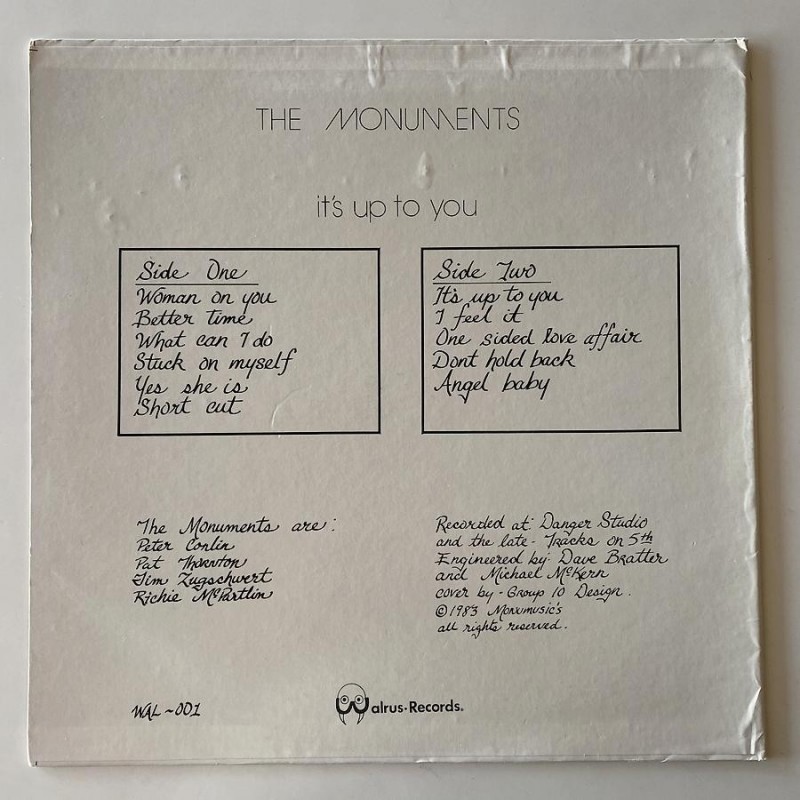 THE MONUMENTS
it's up to you
Side One
Woman on you
Better Time
What can I do
Stuck on myself
Yes she is
Short cut
Side Two
It's up to you
I feel it
One sided love affair
Dont hold back
Angel baby
The Monuments are:
Peter Conlin
Pat Thornton
Jim Zugschwert
Richie McPartlin
Recorded at: Danger Studio
and the late - Tracks on 5th
Engineered by: Dave Bratter
and Michael McKern
cover by - Group 10 Design.
©1983 Monumusic's
all rights reserved.
WAL ~ 001
Walrus-Records.